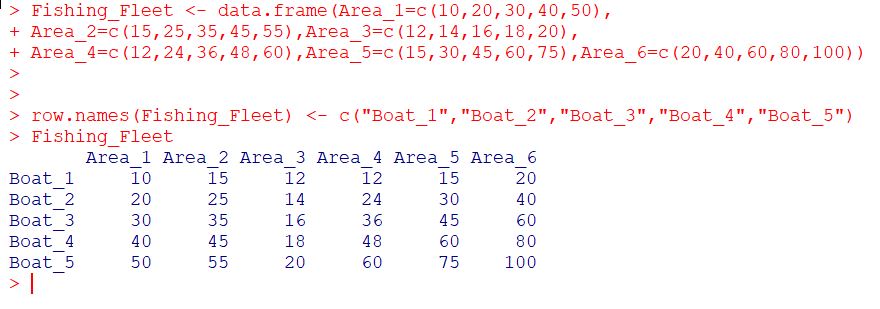 > Fishing_Fleet <- data.frame(Area_1=c(10,20,30,40,50),
+ Area_2=c(15,25,35,45,55),Area_3=c(12,14,16,18,20),
+ Area_4=c(12,24,36,48,60),Area_5=c(15,30,45,60,75),Area_6=c(20,40,60,80,100))
>
>
> row.names(Fishing_Fleet) <- c("Boat_1","Boat_2","Boat_3","Boat_4","Boat_5")
> Fishing_Fleet
       Area_1 Area_2 Area_3 Area_4 Area_5 Area_6
Boat_1     10     15     12     12     15     20
Boat_2     20     25     14     24     30     40
Boat_3     30     35     16     36     45     60
Boat_4     40     45     18     48     60     80
Boat_5     50     55     20     60     75    100
>